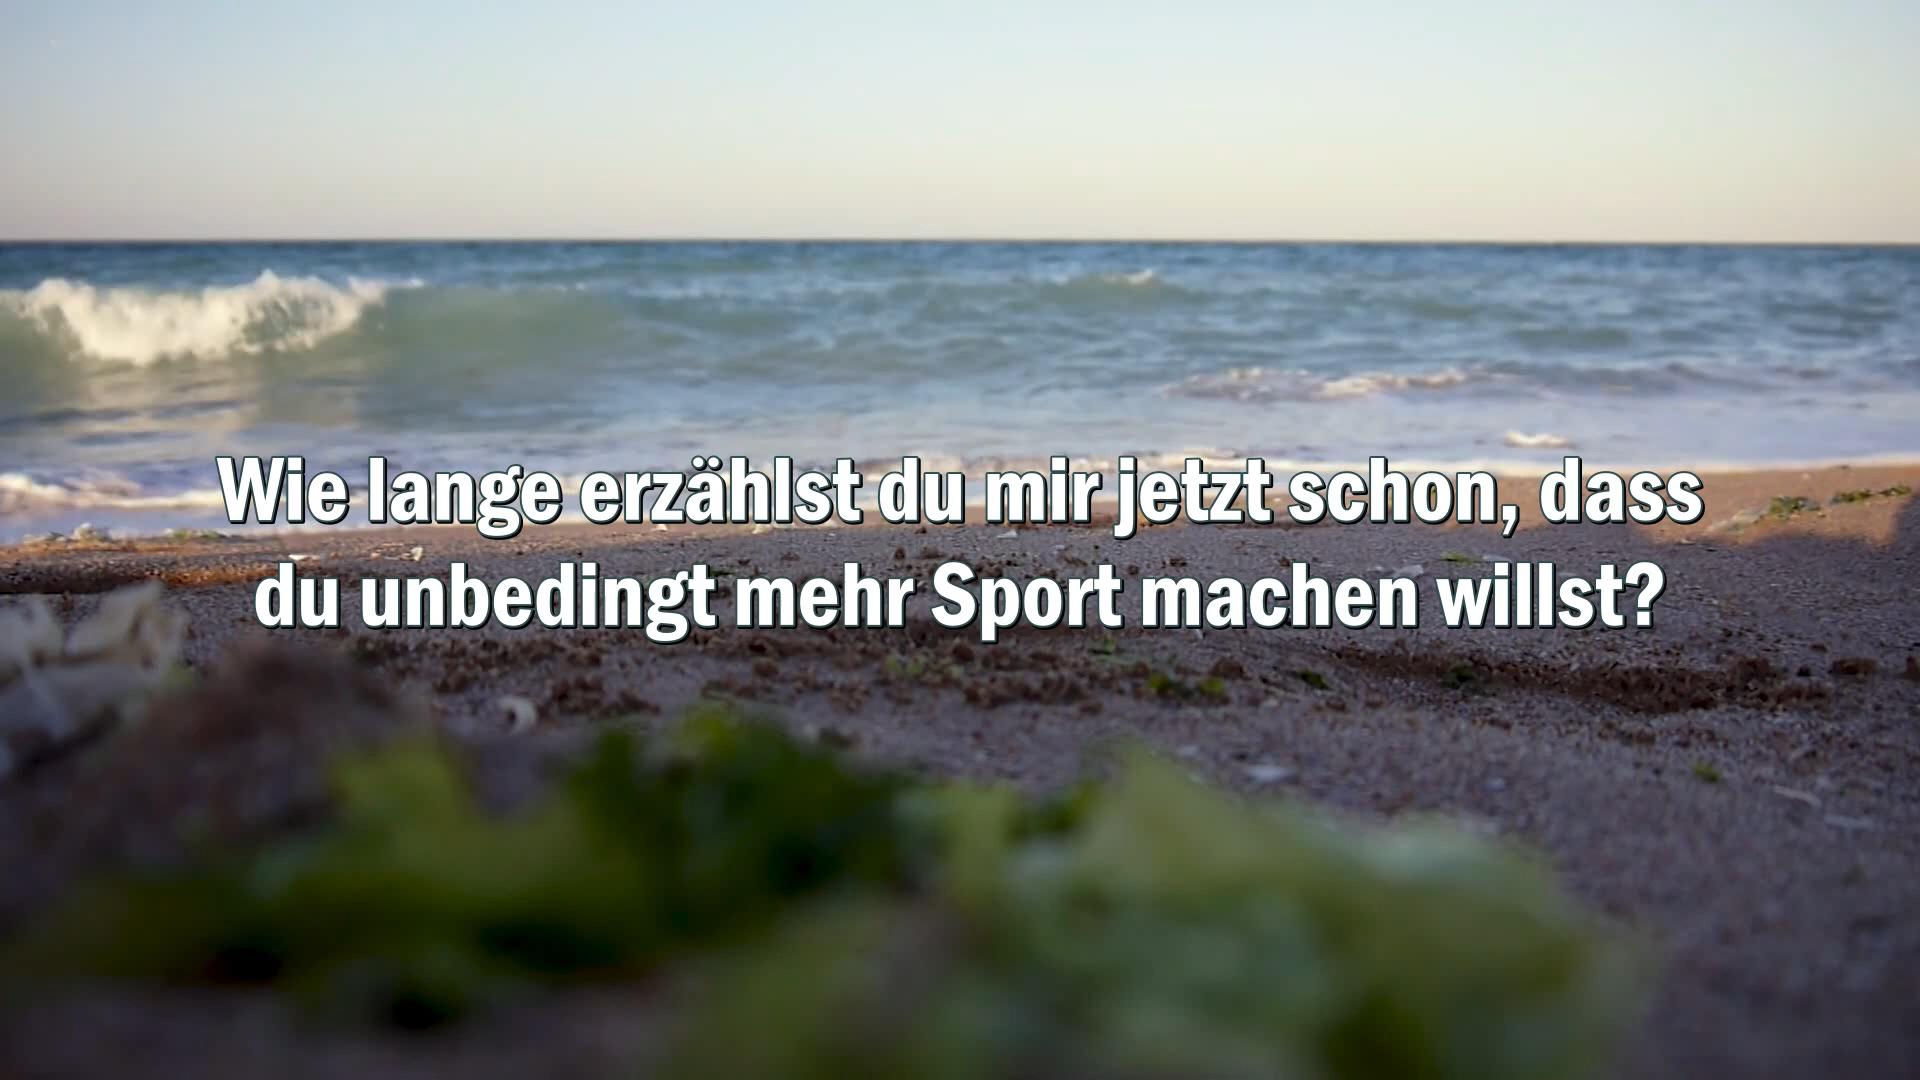 Wie lange erzählst du mir jetzt schon, dass
du unbedingt mehr Sport machen willst?